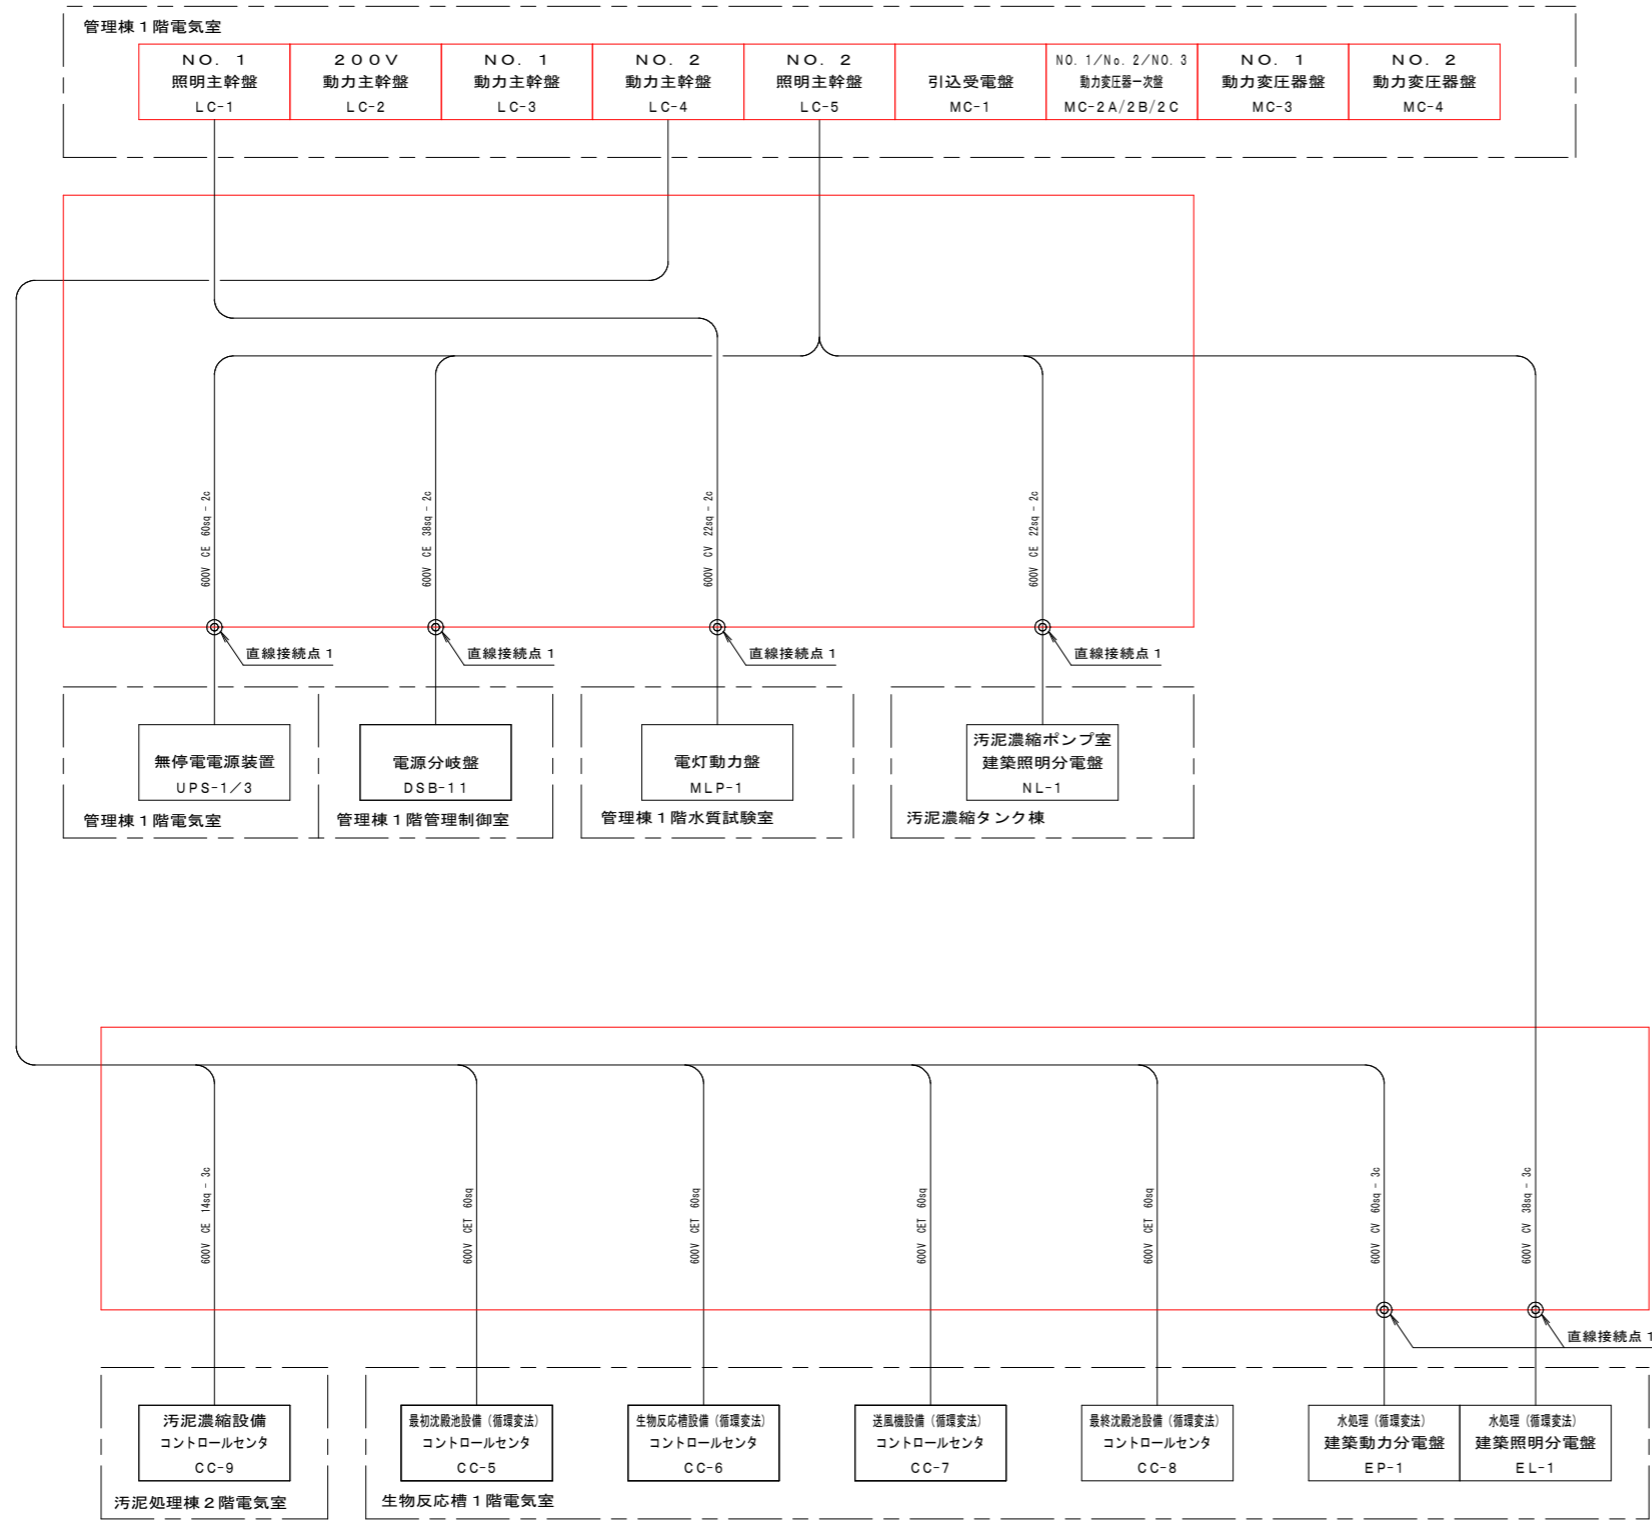 管理棟１階電気室
ＮＯ．１
照明主幹盤
LC-1
２００Ｖ
動力主幹盤
LC-2
ＮＯ．１
動力主幹盤
LC-3
ＮＯ．２
動力主幹盤
LC-4
ＮＯ．２
照明主幹盤
LC-5
引込受電盤
MC-1
NO.1/No.2/NO.3
動力変圧器一次盤
MC-2A/2B/2C
ＮＯ．１
動力変圧器盤
MC-3
ＮＯ．２
動力変圧器盤
MC-4
600V CE 60sq - 2c
600V CE 38sq - 2c
600V CV 22sq - 2c
600V CE 22sq - 2c
直線接続点１
直線接続点１
直線接続点１
直線接続点１
無停電電源装置
UPS-1/3
管理棟１階電気室
電源分岐盤
DSB-11
管理棟１階管理制御室
電灯動力盤
MLP-1
管理棟１階水質試験室
汚泥濃縮ポンプ室
建築照明分電盤
NL-1
汚泥濃縮タンク棟
600V CE 14sq - 3c
600V CET 60sq
600V CET 60sq
600V CET 60sq
600V CET 60sq
600V CV 60sq - 3c
600V CV 38sq - 3c
直線接続点１
汚泥濃縮設備
コントロールセンタ
CC-9
汚泥処理棟２階電気室
最初沈殿池設備（循環変法）
コントロールセンタ
CC-5
生物反応槽設備（循環変法）
コントロールセンタ
CC-6
送風機設備（循環変法）
コントロールセンタ
CC-7
最終沈殿池設備（循環変法）
コントロールセンタ
CC-8
水処理（循環変法）
建築動力分電盤
EP-1
水処理（循環変法）
建築照明分電盤
EL-1
生物反応槽１階電気室